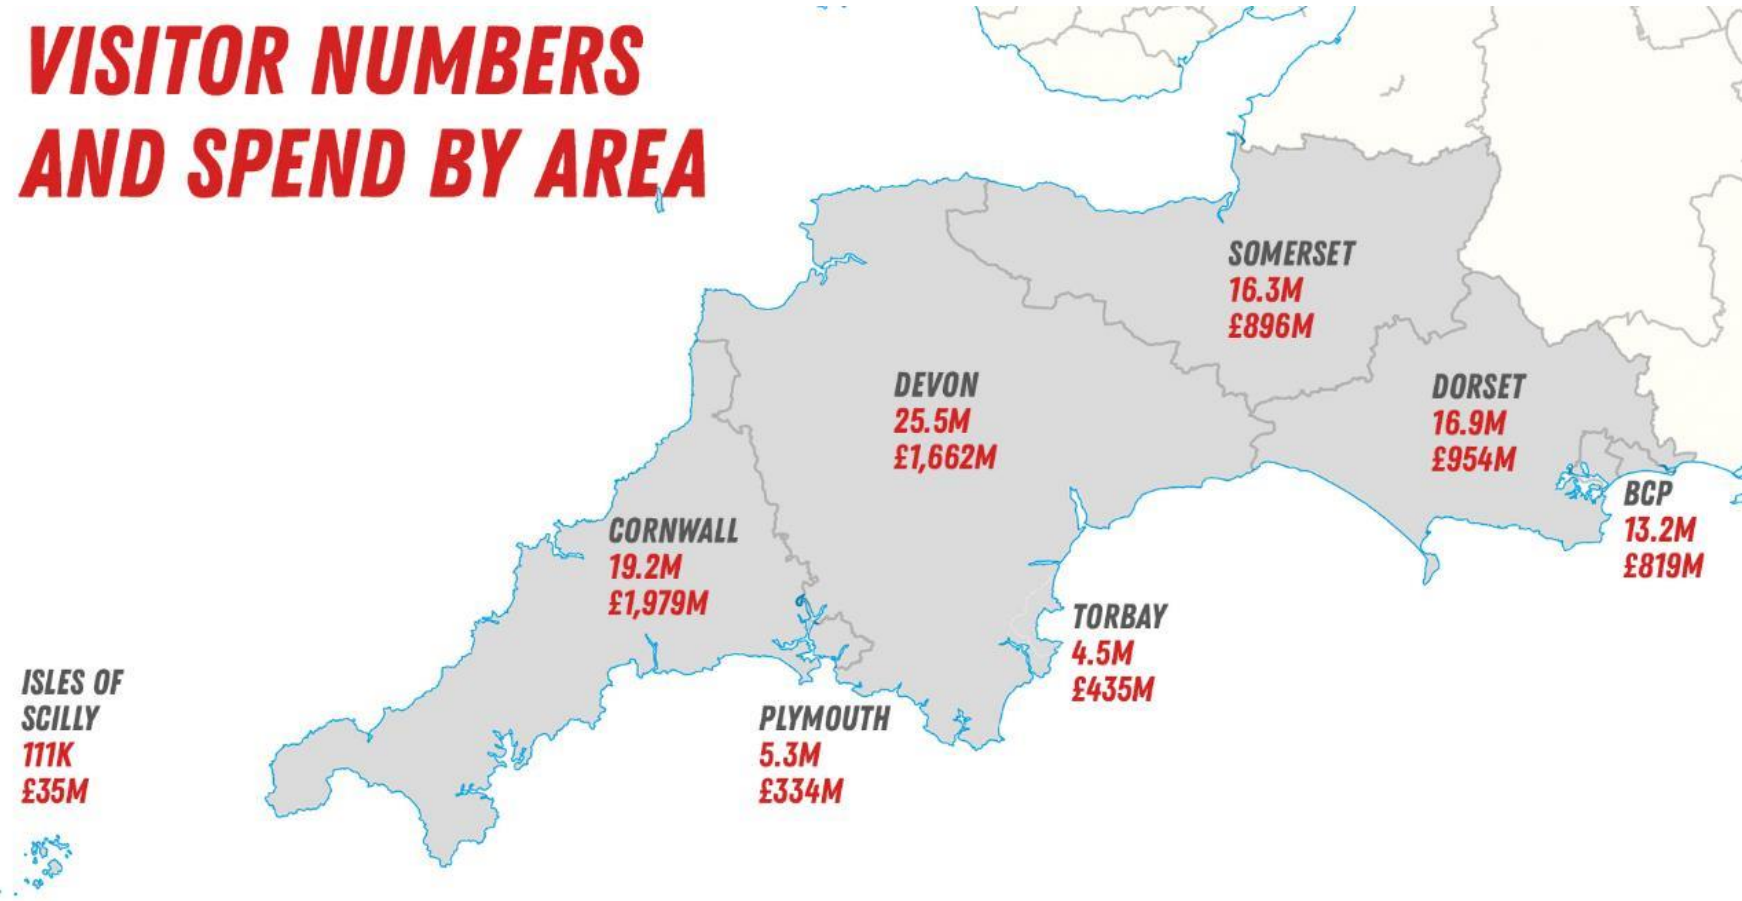 VISITOR NUMBERS
AND SPEND BY AREA
SOMERSET
16.3M
£896M
DEVON
25.5M
£1,662M
DORSET
16.9M
£954M
BCP
13.2M
£819M
CORNWALL
19.2M
£1,979M
TORBAY
4.5M
£435M
ISLES OF
SCILLY
111K
£35M
PLYMOUTH
5.3M
£334M